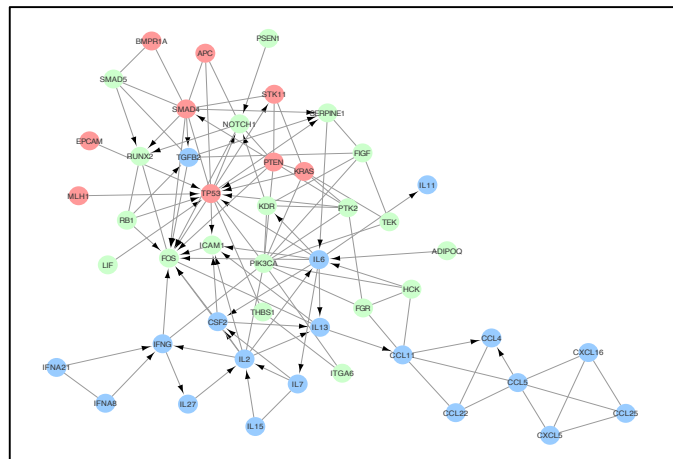 BMPR1A
PSEN1
APC
SMAD5
STK11
SMAD4
SERPINE1
NOTCH1
EPCAM
RUNX2
TGFB2
FIGF
PTEN
KRAS
IL11
MLH1
TP53
KDR
PTK2
RB1
TEK
ICAM1
ADIPOQ
LIF
FOS
PIK3CA
IL6
HCK
THBS1
FGR
CSF2
IL13
IFNG
CCL4
IL2
CCL11
CXCL16
IFNA21
ITGA6
CCL5
IL7
IFNA8
IL27
CCL22
CCL25
IL15
CXCL5